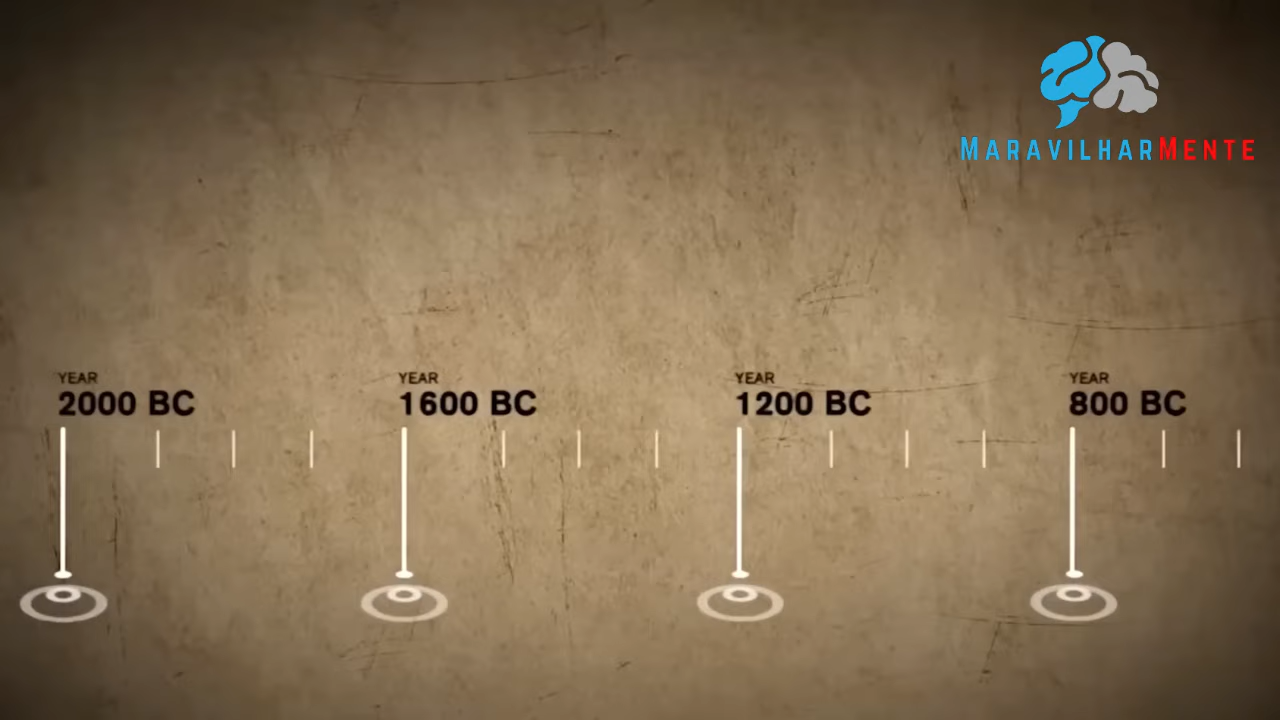 MARAVILHARMENTE
YEAR
2000 BC
YEAR
1600 BC
YEAR
1200 BC
YEAR
800 BC